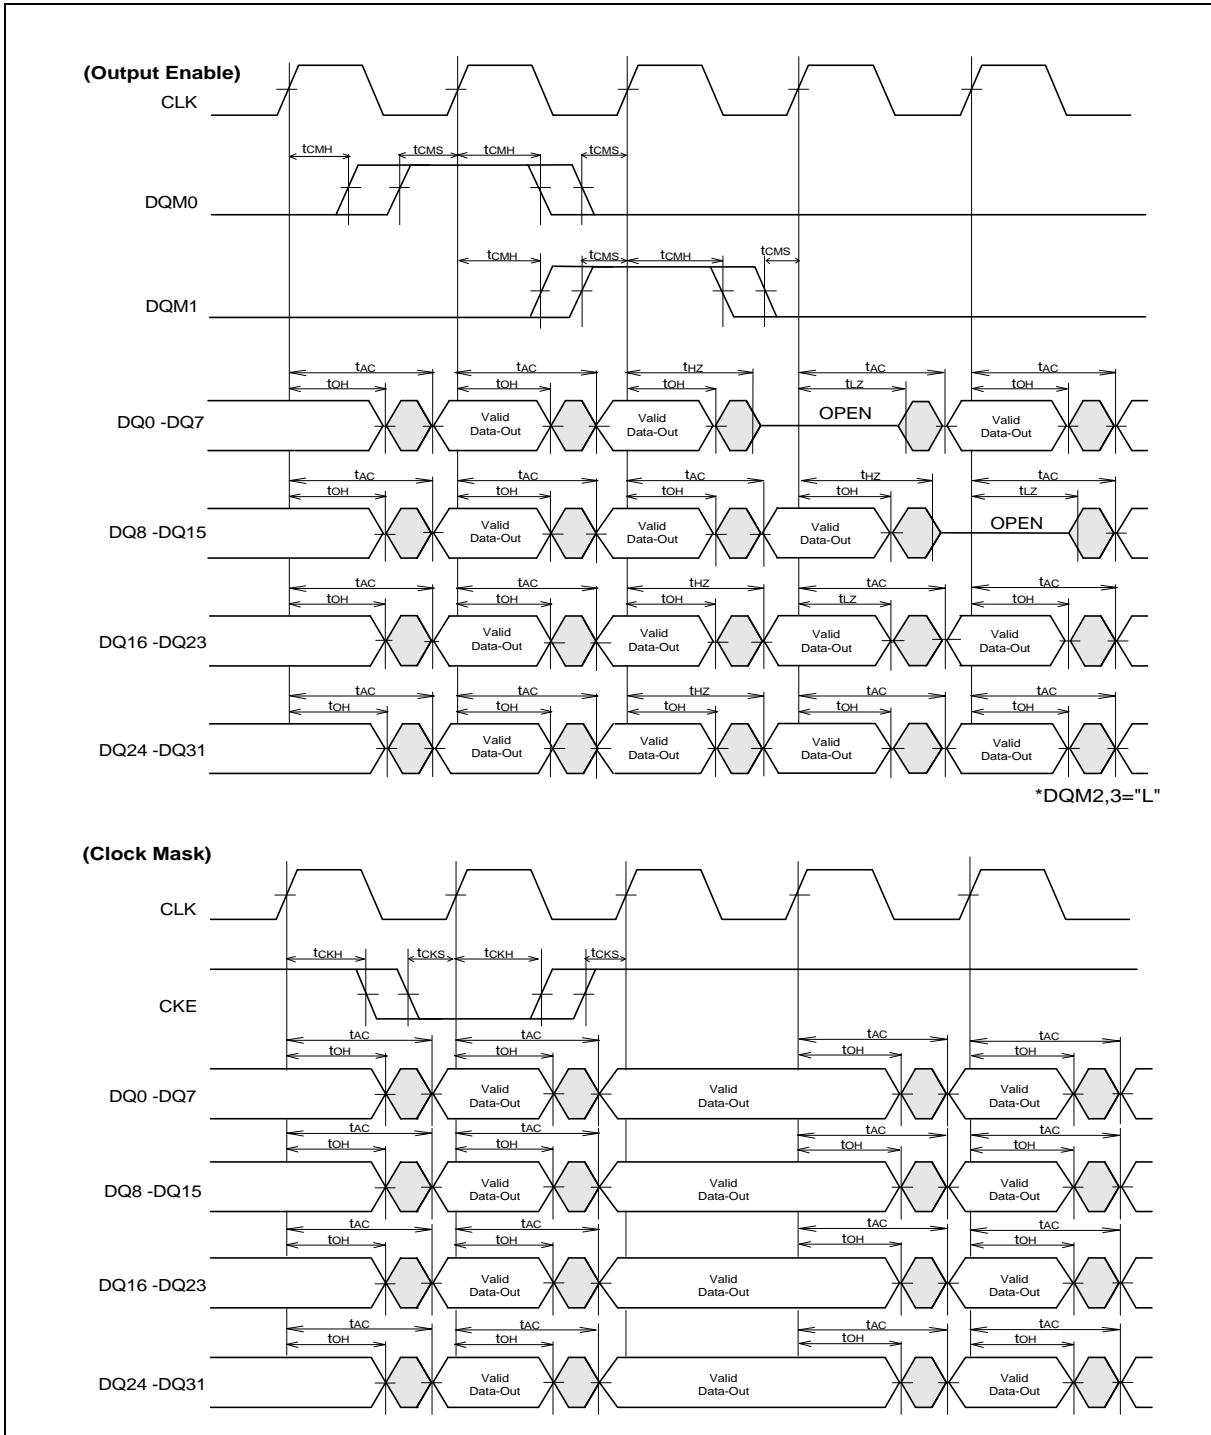 (Output Enable)
CLK
tCMH tCMS tCMH tCMS
DQM0
tCMH tCMS tCMH tCMS
DQM1
tAC tAC tHZ tAC tAC
tOH tOH tOH tLZ tOH
DQ0 -DQ7 Valid Data-Out Valid Data-Out OPEN Valid Data-Out
tAC tAC tAC tHZ tAC
tOH tOH tOH tOH tLZ
DQ8 -DQ15 Valid Data-Out Valid Data-Out Valid Data-Out OPEN
tAC tAC tHZ tAC tAC
tOH tOH tOH tLZ tOH
DQ16 -DQ23 Valid Data-Out Valid Data-Out Valid Data-Out Valid Data-Out
tAC tAC tHZ tAC tAC
tOH tOH tOH tOH tOH
DQ24 -DQ31 Valid Data-Out Valid Data-Out Valid Data-Out Valid Data-Out
*DQM2,3="L"
(Clock Mask)
CLK
tCKH tCKS tCKH tCKS
CKE
tAC tAC tAC tAC
tOH tOH tOH tOH
DQ0 -DQ7 Valid Data-Out Valid Data-Out Valid Data-Out
tAC tAC tAC tAC
tOH tOH tOH tOH
DQ8 -DQ15 Valid Data-Out Valid Data-Out Valid Data-Out
tAC tAC tAC tAC
tOH tOH tOH tOH
DQ16 -DQ23 Valid Data-Out Valid Data-Out Valid Data-Out
tAC tAC tAC tAC
tOH tOH tOH tOH
DQ24 -DQ31 Valid Data-Out Valid Data-Out Valid Data-Out